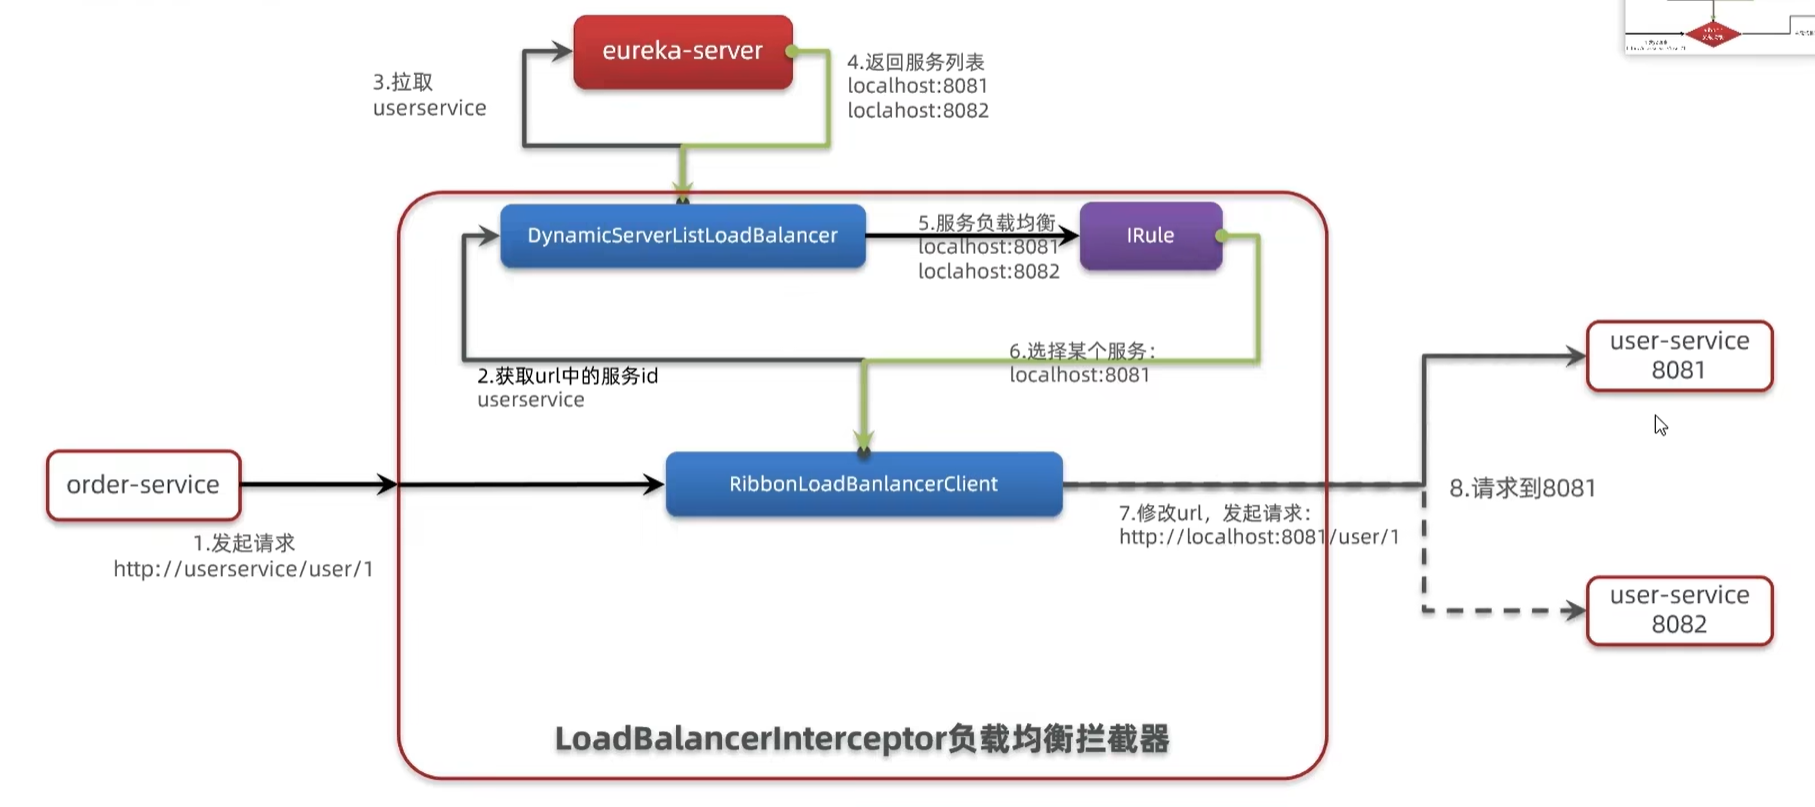 eureka-server
3.拉取
userservice
4.返回服务列表
localhost:8081
loclahost:8082
DynamicServerListLoadBalancer
5.服务负载均衡
localhost:8081
loclahost:8082
IRule
6.选择某个服务：
localhost:8081
2.获取url中的服务id
userservice
order-service
1.发起请求
http://userservice/user/1
RibbonLoadBanlancerClient
7.修改url，发起请求：
http://localhost:8081/user/1
user-service
8081
8.请求到8081
user-service
8082
LoadBalancerInterceptor负载均衡拦截器